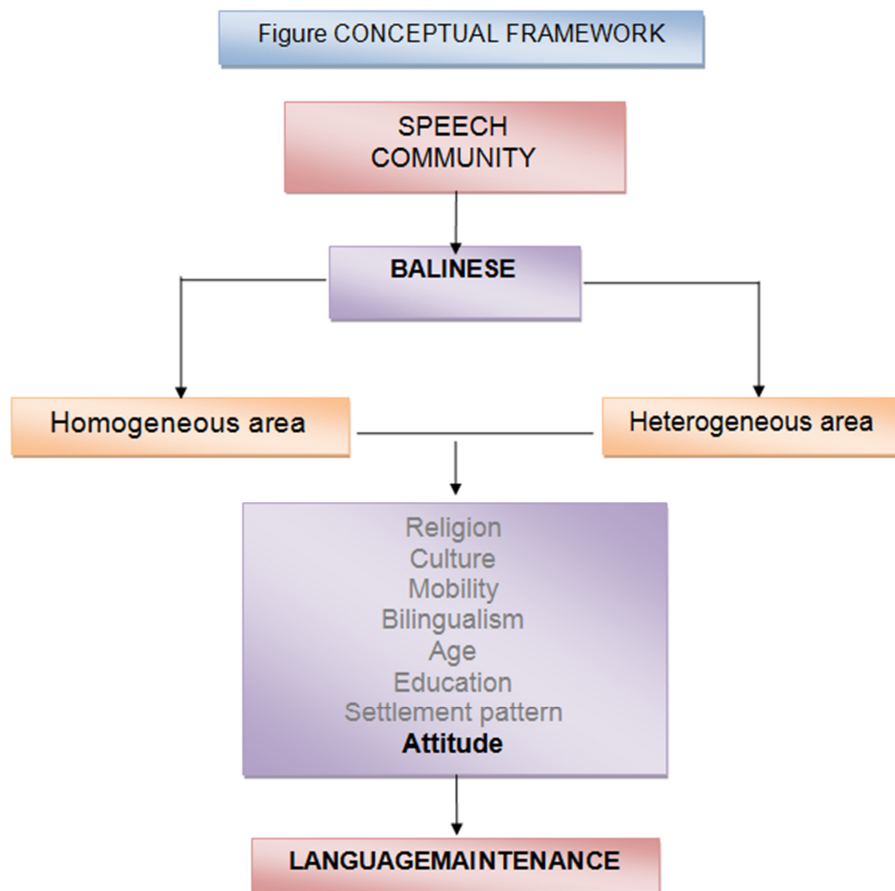 Figure CONCEPTUAL FRAMEWORK
SPEECH
COMMUNITY
BALINESE
Homogeneous area
Heterogeneous area
Religion
Culture
Mobility
Bilingualism
Age
Education
Settlement pattern
Attitude
LANGUAGEMAINTENANCE